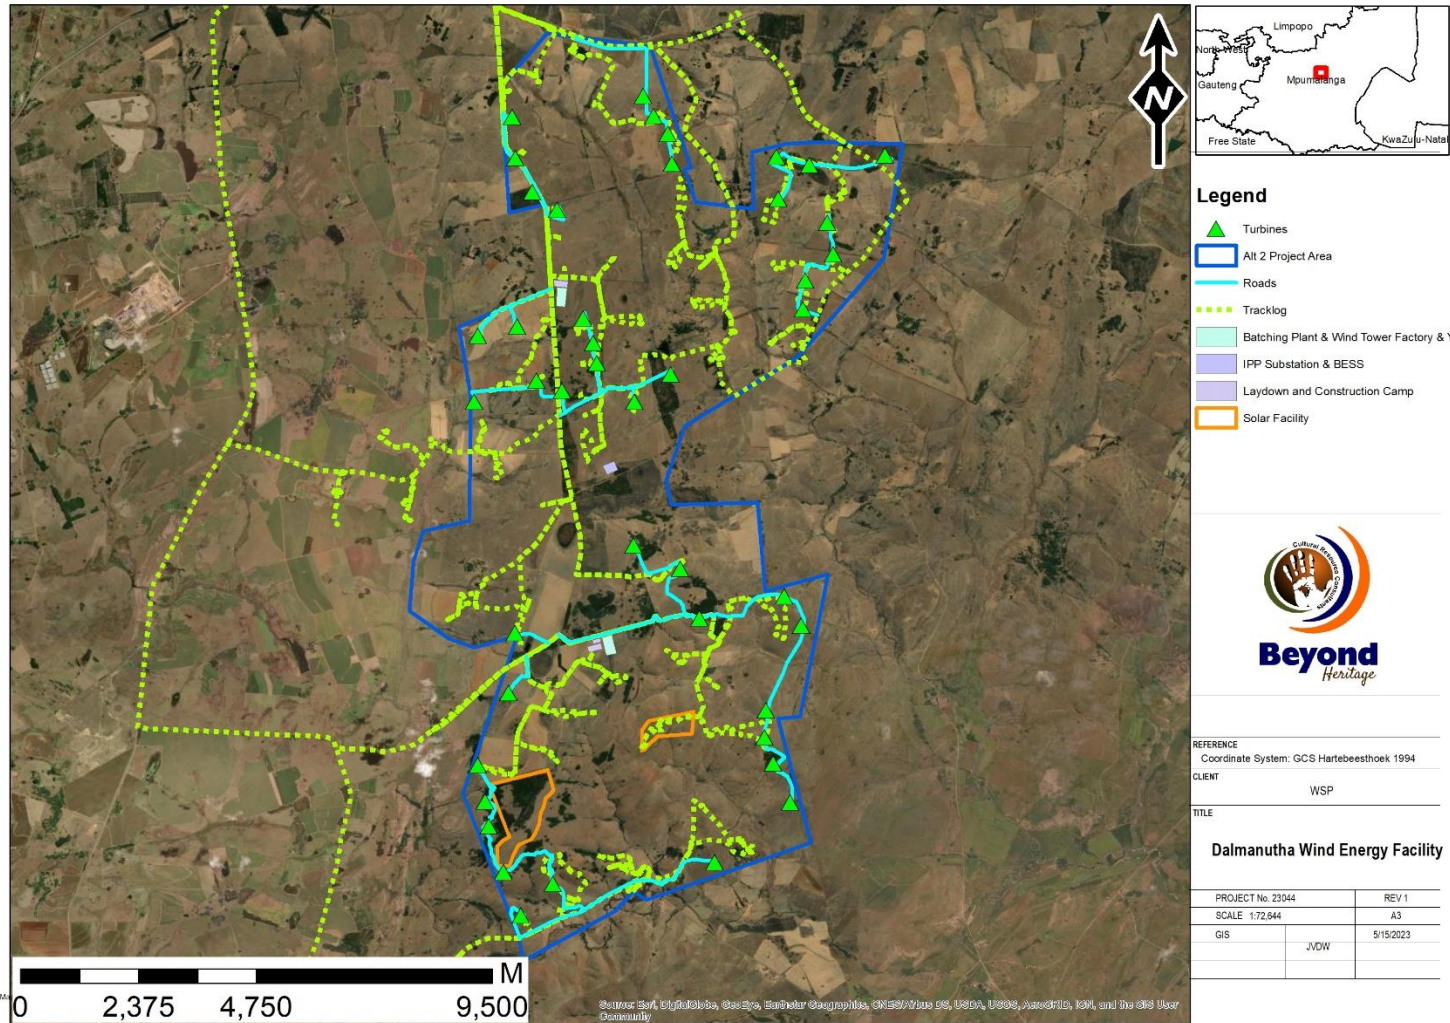 Limpopo
North West
Mpumalanga
Gauteng
Free State
KwaZulu-Natal
N
Legend
Turbines
Alt 2 Project Area
Roads
Tracklog
Batching Plant & Wind Tower Factory & Y
IPP Substation & BESS
Laydown and Construction Camp
Solar Facility
Cultural Resource Consultants
Beyond
Heritage
REFERENCE
Coordinate System: GCS Hartebeesthoek 1994
CLIENT
WSP
TITLE
Dalmanutha Wind Energy Facility
PROJECT No. 23044 REV 1
SCALE 1:72,644 A3
GIS JVDW 5/15/2023
M
0 2,375 4,750 9,500
Source: Esri, DigitalGlobe, GeoEye, Earthstar Geographics, CNES/Airbus DS, USDA, USGS, AeroGRID, IGN, and the GIS User
Community